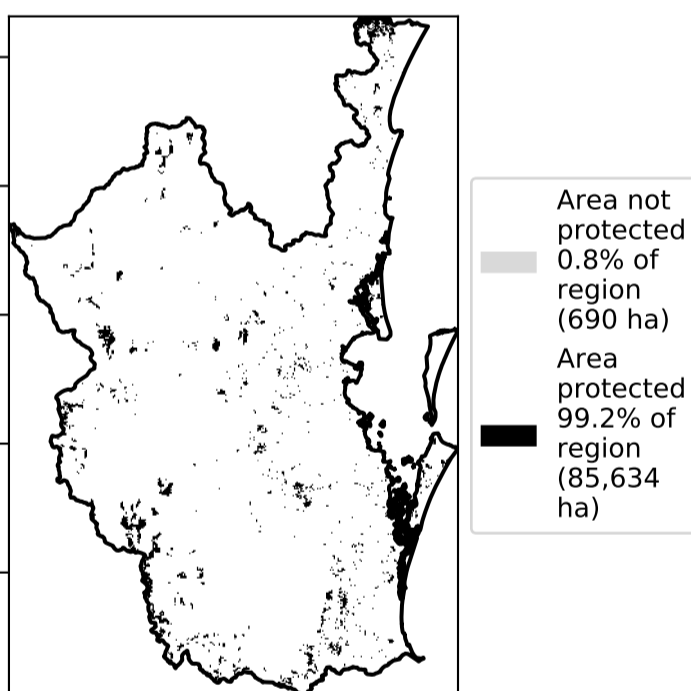 Area not
protected
0.8% of
region
(690 ha)
Area
protected
99.2% of
region
(85,634
ha)